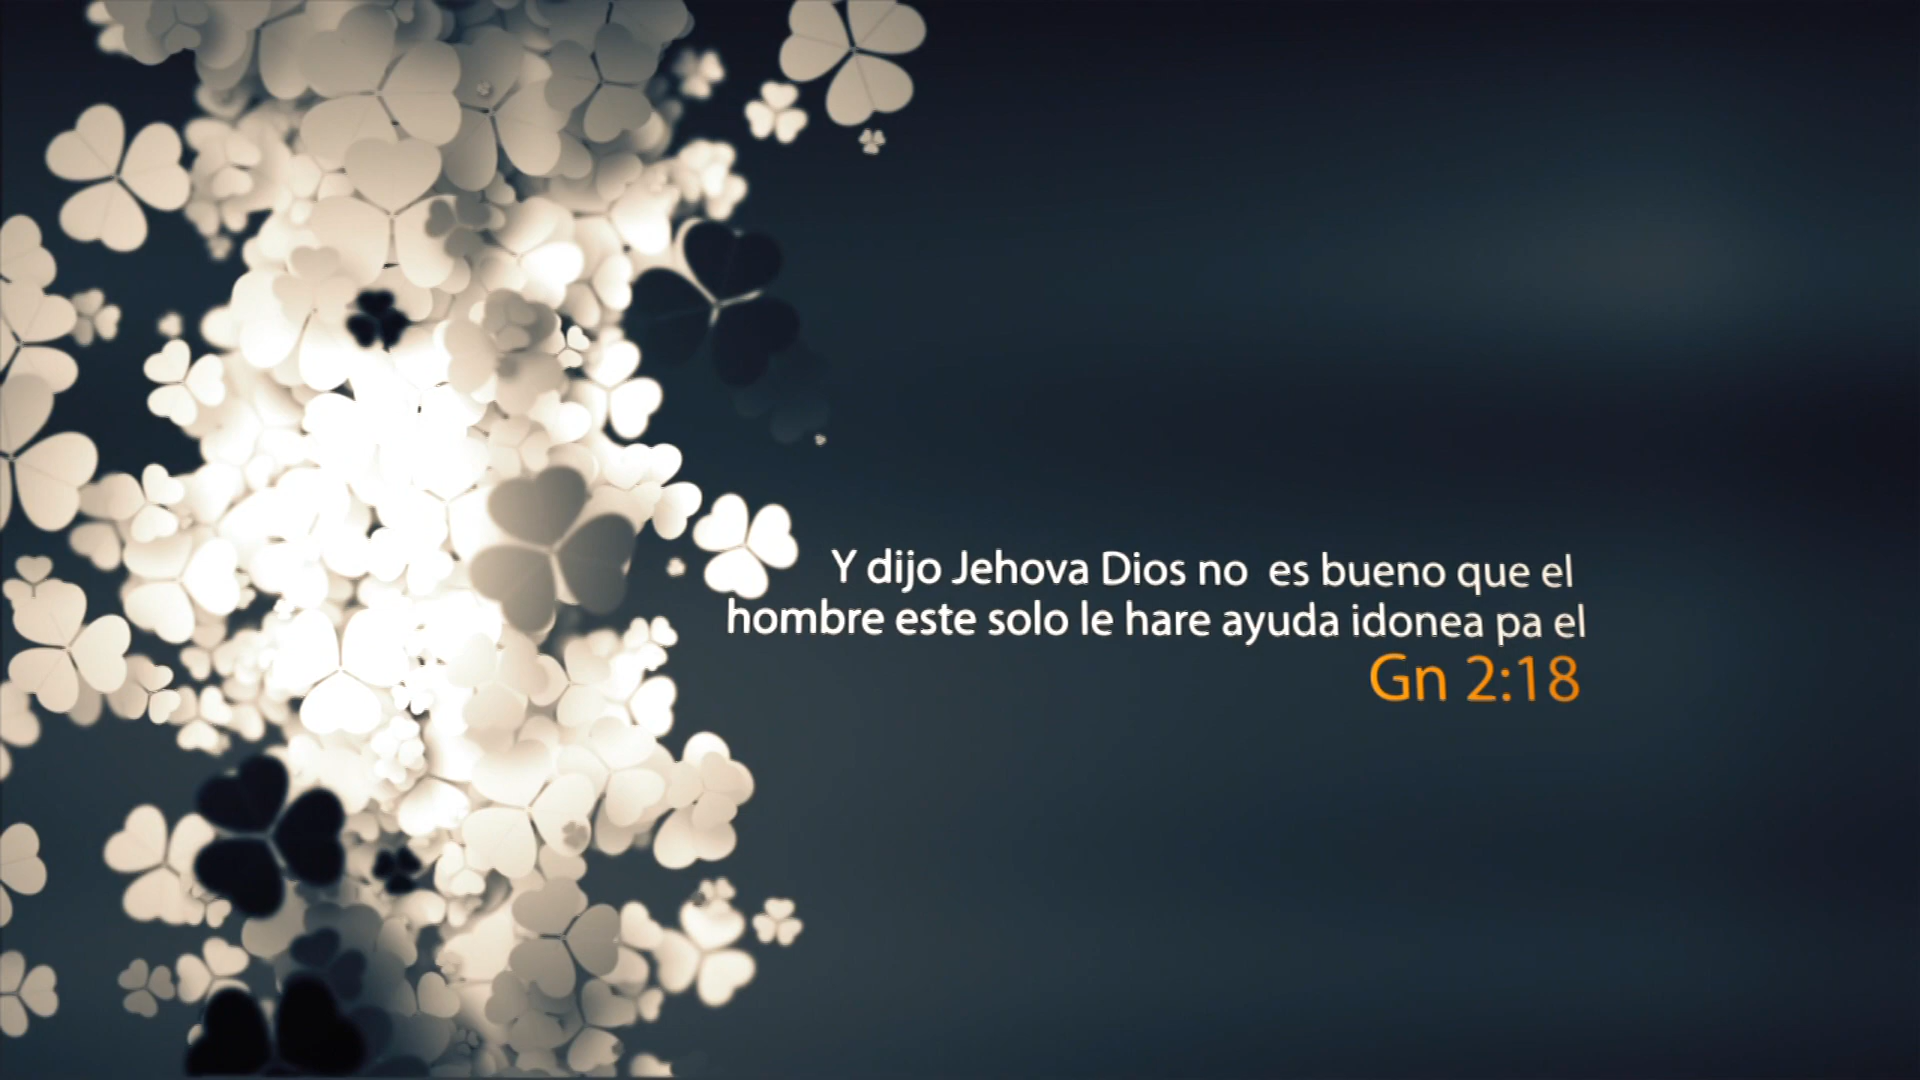 Y dijo Jehova Dios no  es bueno que el
hombre este solo le hare ayuda idonea pa el
Gn 2:18